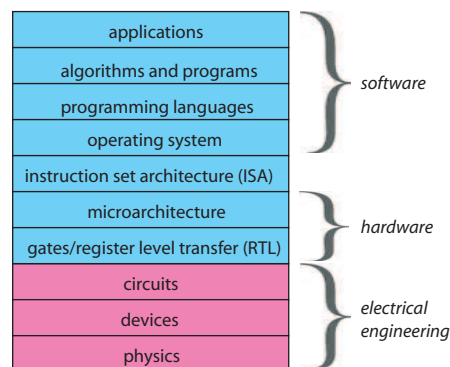 applications
algorithms and programs
programming languages
operating system
software
instruction set architecture (ISA)
microarchitecture
gates/register level transfer (RTL)
hardware
circuits
devices
physics
electrical
engineering